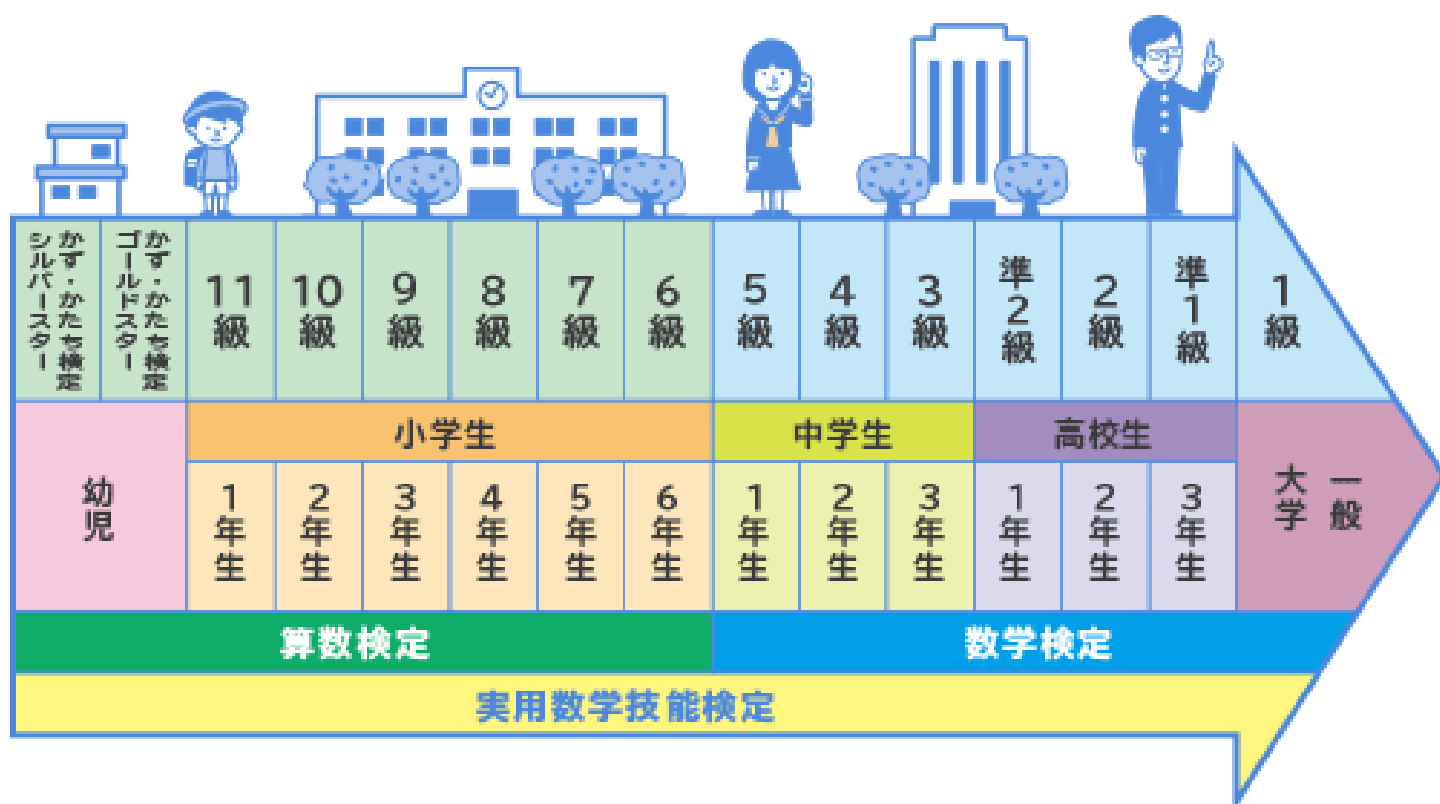 かず・かたち検定
シルバースター
かず・かたち検定
ゴールドスター
11級
10級
9級
8級
7級
6級
5級
4級
3級
準2級
2級
準1級
1級
幼児
小学生
中学生
高校生
1年生
2年生
3年生
4年生
5年生
6年生
1年生
2年生
3年生
1年生
2年生
3年生
一般
大学
算数検定
数学検定
実用数学技能検定